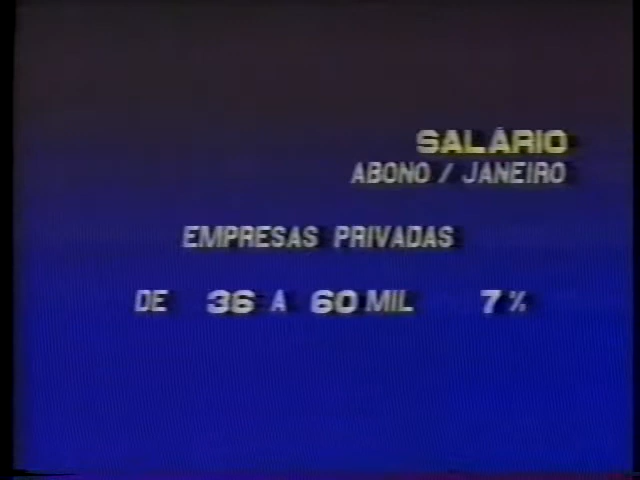 SALÁRIO
ABONO / JANEIRO
EMPRESAS PRIVADAS
DE 36 A 60 MIL 7%